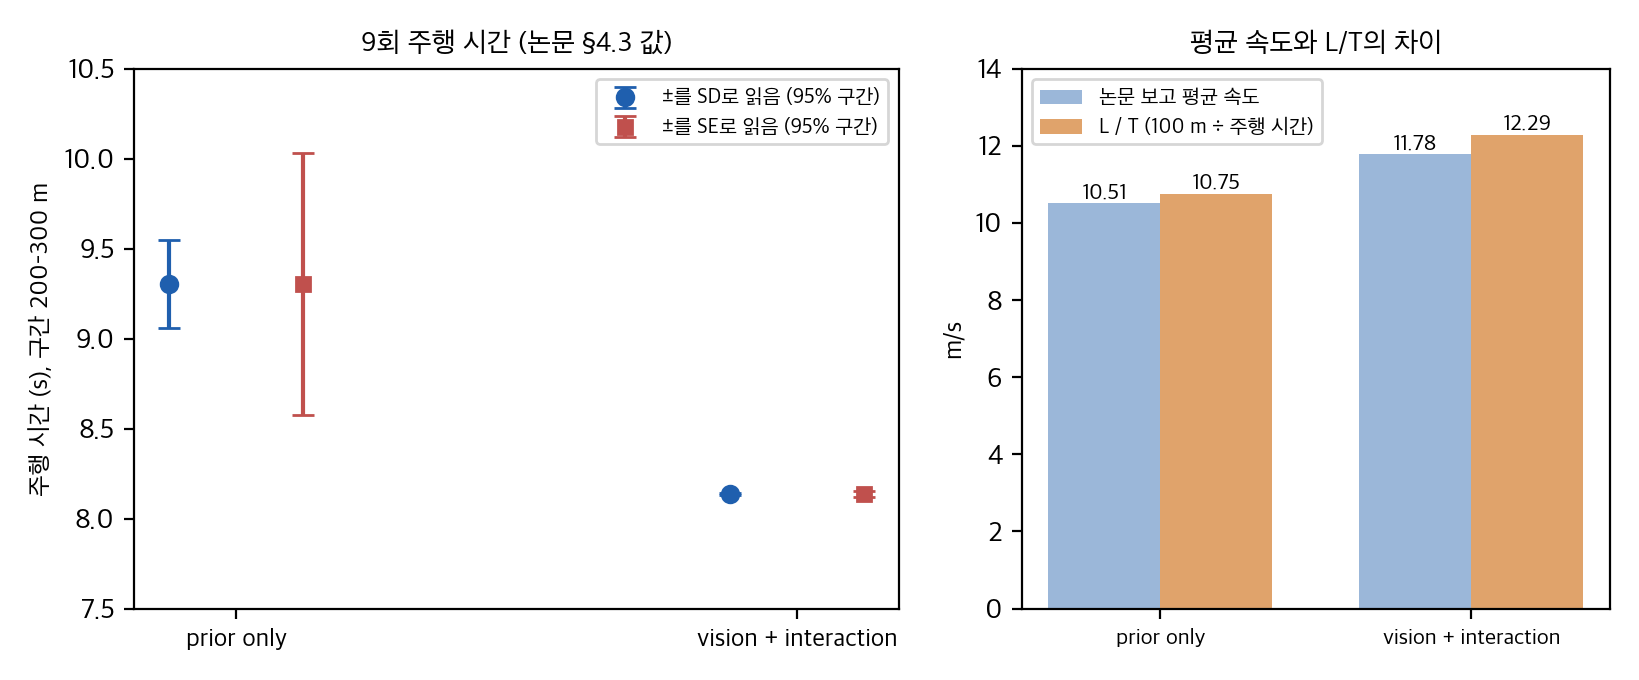 9회 주행 시간 (논문 §4.3 값)
주행 시간 (s), 구간 200-300 m
10.5
10.0
9.5
9.0
8.5
8.0
7.5
±를 SD로 읽음 (95% 구간)
±를 SE로 읽음 (95% 구간)
prior only
vision + interaction
평균 속도와 L/T의 차이
m/s
14
12
10
8
6
4
2
0
논문 보고 평균 속도
L / T (100 m ÷ 주행 시간)
10.51
10.75
11.78
12.29
prior only
vision + interaction